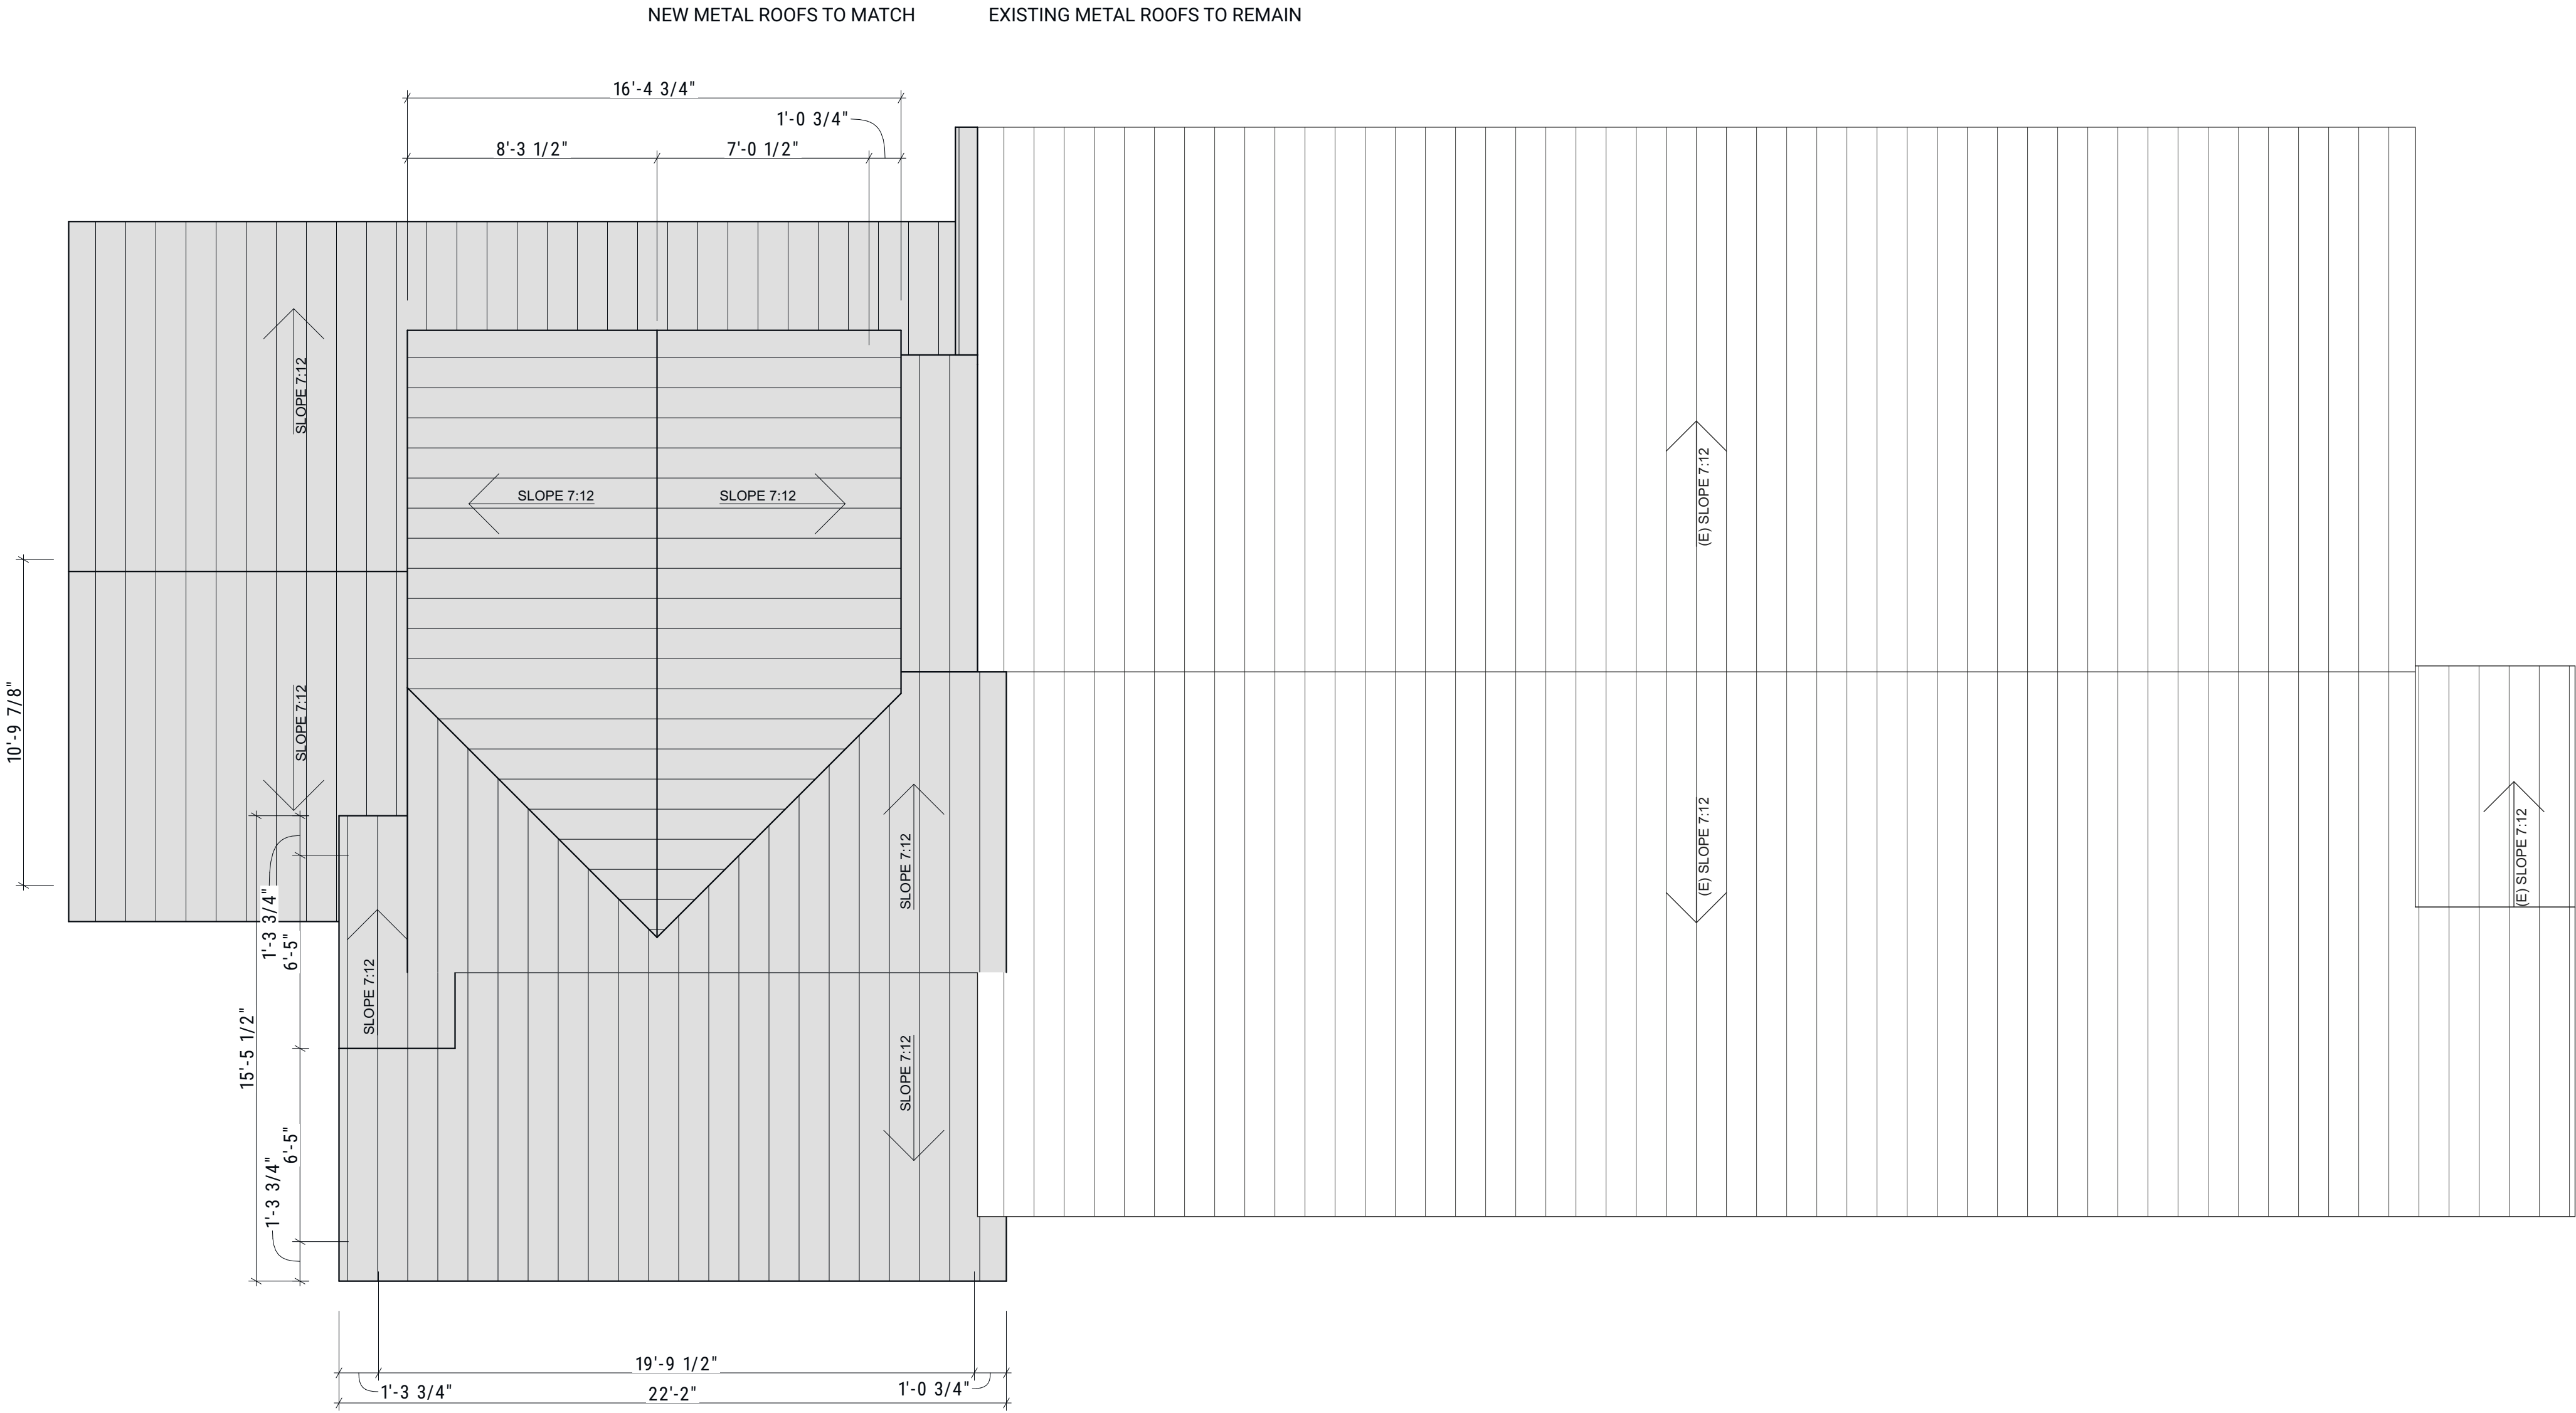 NEW METAL ROOFS TO MATCH
EXISTING METAL ROOFS TO REMAIN
16'-4 3/4"
1'-0 3/4"
8'-3 1/2"
7'-0 1/2"
SLOPE 7:12
SLOPE 7:12
SLOPE 7:12
(E) SLOPE 7:12
10'-9 7/8"
SLOPE 7:12
SLOPE 7:12
(E) SLOPE 7:12
(E) SLOPE 7:12
1'-3 3/4"
6'-5"
SLOPE 7:12
15'-5 1/2"
SLOPE 7:12
6'-5"
1'-3 3/4"
19'-9 1/2"
1'-3 3/4"
22'-2"
1'-0 3/4"